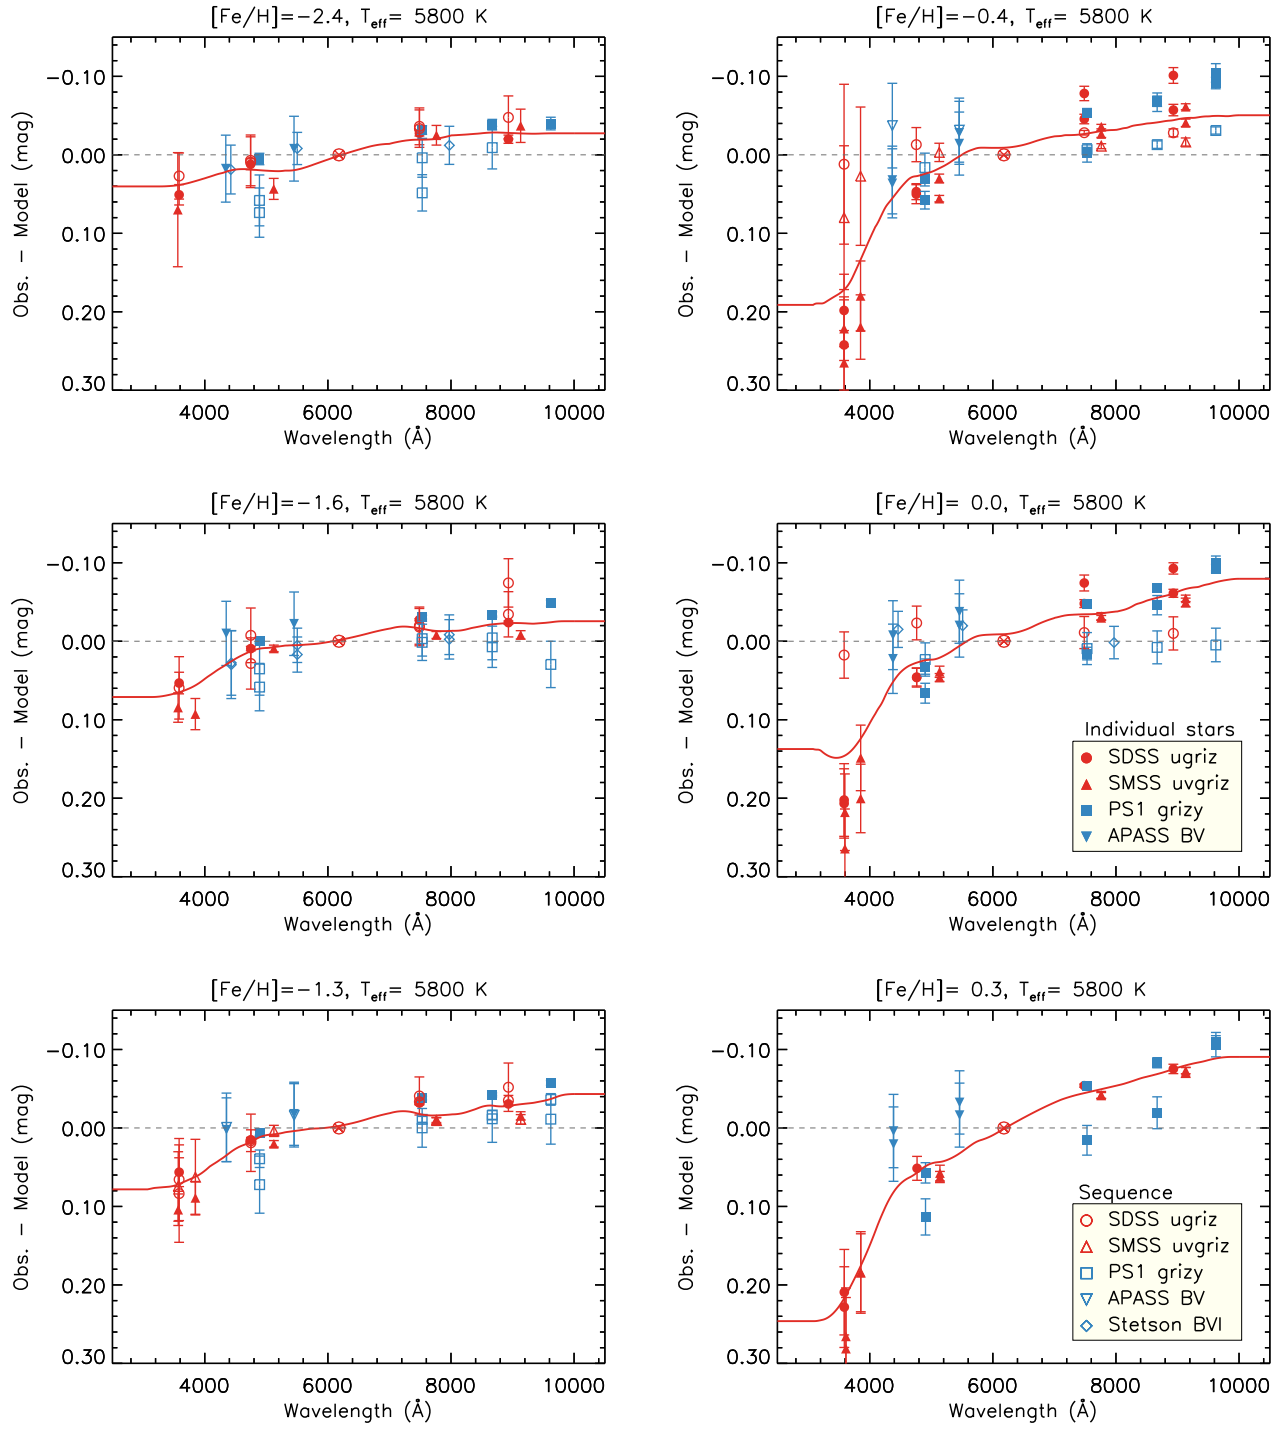 [Fe/H]=−2.4, Teff= 5800 K
−0.10
0.00
0.10
0.20
0.30
Obs. − Model (mag)
4000 6000 8000 10000
Wavelength (Å)
[Fe/H]=−0.4, Teff= 5800 K
−0.10
0.00
0.10
0.20
0.30
Obs. − Model (mag)
4000 6000 8000 10000
Wavelength (Å)
[Fe/H]=−1.6, Teff= 5800 K
−0.10
0.00
0.10
0.20
0.30
Obs. − Model (mag)
4000 6000 8000 10000
Wavelength (Å)
[Fe/H]= 0.0, Teff= 5800 K
−0.10
0.00
0.10
0.20
0.30
Obs. − Model (mag)
Individual stars
SDSS ugriz
SMSS uvgriz
PS1 grizy
APASS BV
4000 6000 8000 10000
Wavelength (Å)
[Fe/H]=−1.3, Teff= 5800 K
−0.10
0.00
0.10
0.20
0.30
Obs. − Model (mag)
4000 6000 8000 10000
Wavelength (Å)
[Fe/H]= 0.3, Teff= 5800 K
−0.10
0.00
0.10
0.20
0.30
Obs. − Model (mag)
Sequence
SDSS ugriz
SMSS uvgriz
PS1 grizy
APASS BV
Stetson BVI
4000 6000 8000 10000
Wavelength (Å)